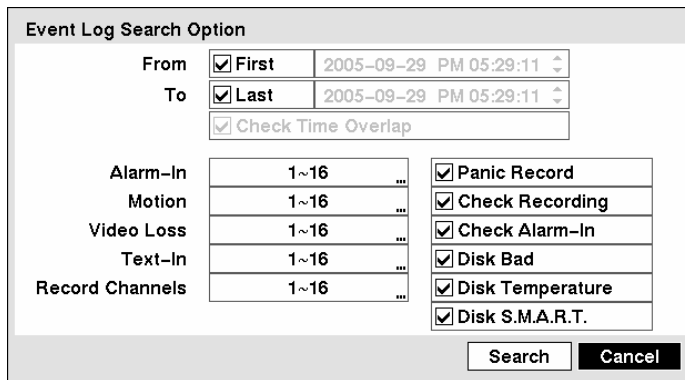 Event Log Search Option
From First 2005-09-29 PM 05:29:11
To Last 2005-09-29 PM 05:29:11
Check Time Overlap
Alarm-In 1~16 ... Panic Record
Motion 1~16 ... Check Recording
Video Loss 1~16 ... Check Alarm-In
Text-In 1~16 ... Disk Bad
Record Channels 1~16 ... Disk Temperature
Disk S.M.A.R.T.
Search Cancel